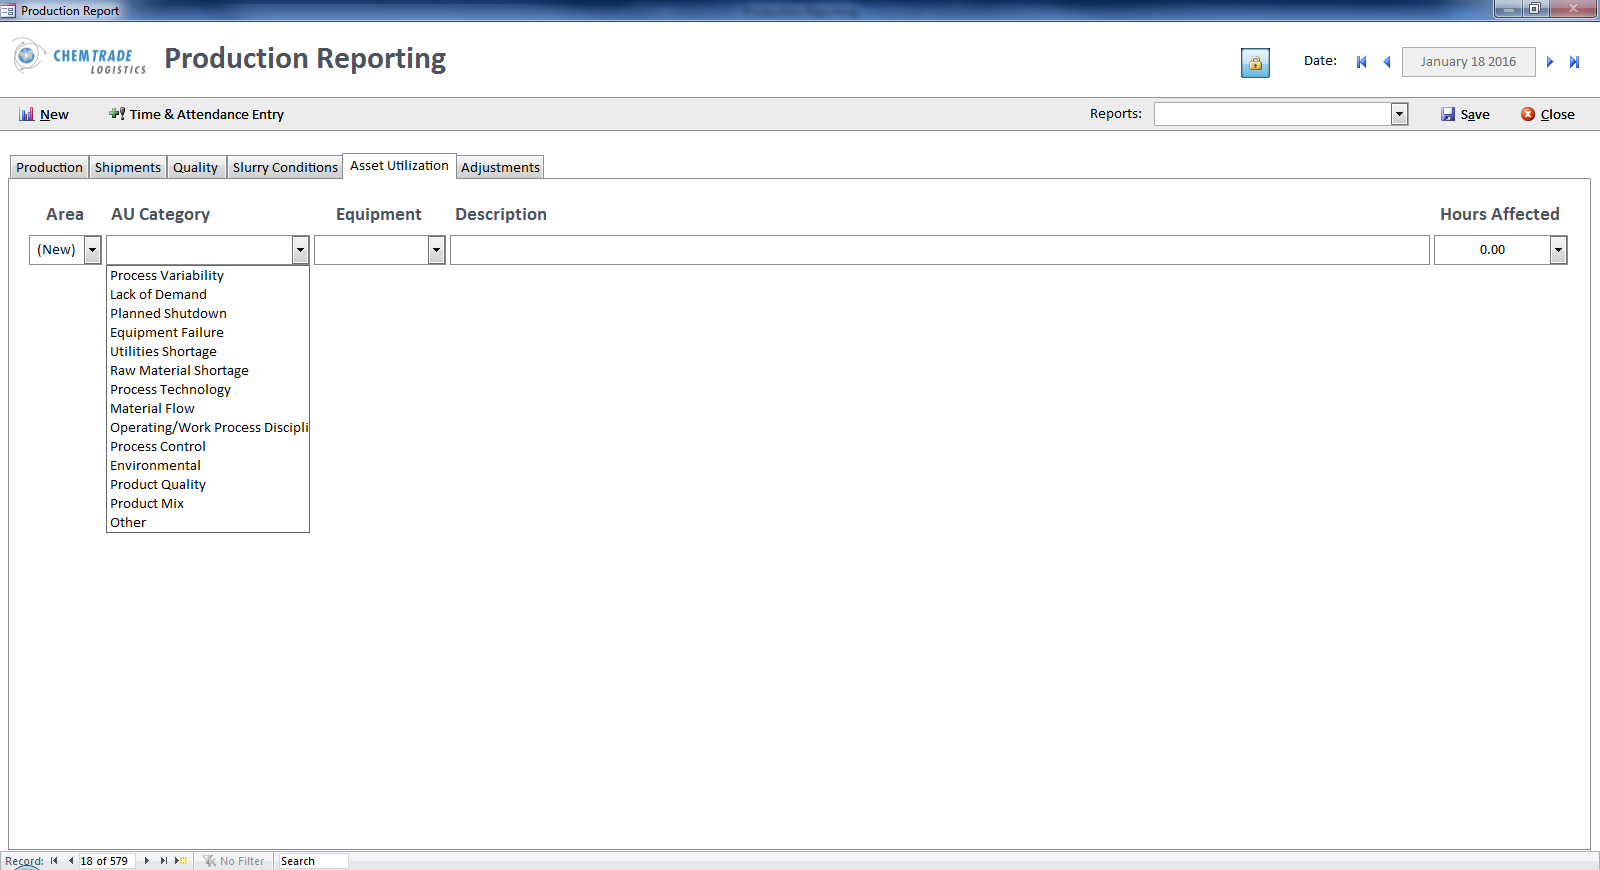 Production Report
CHEMTRADE
LOGISTICS
Production Reporting
Date:
January 18 2016
New
Time & Attendance Entry
Reports:
Save
Close
Production
Shipments
Quality
Slurry Conditions
Asset Utilization
Adjustments
Area
AU Category
Equipment
Description
Hours Affected
(New)
0.00
Process Variability
Lack of Demand
Planned Shutdown
Equipment Failure
Utilities Shortage
Raw Material Shortage
Process Technology
Material Flow
Operating/Work Process Discipli
Process Control
Environmental
Product Quality
Product Mix
Other
Record:
18 of 579
No Filter
Search